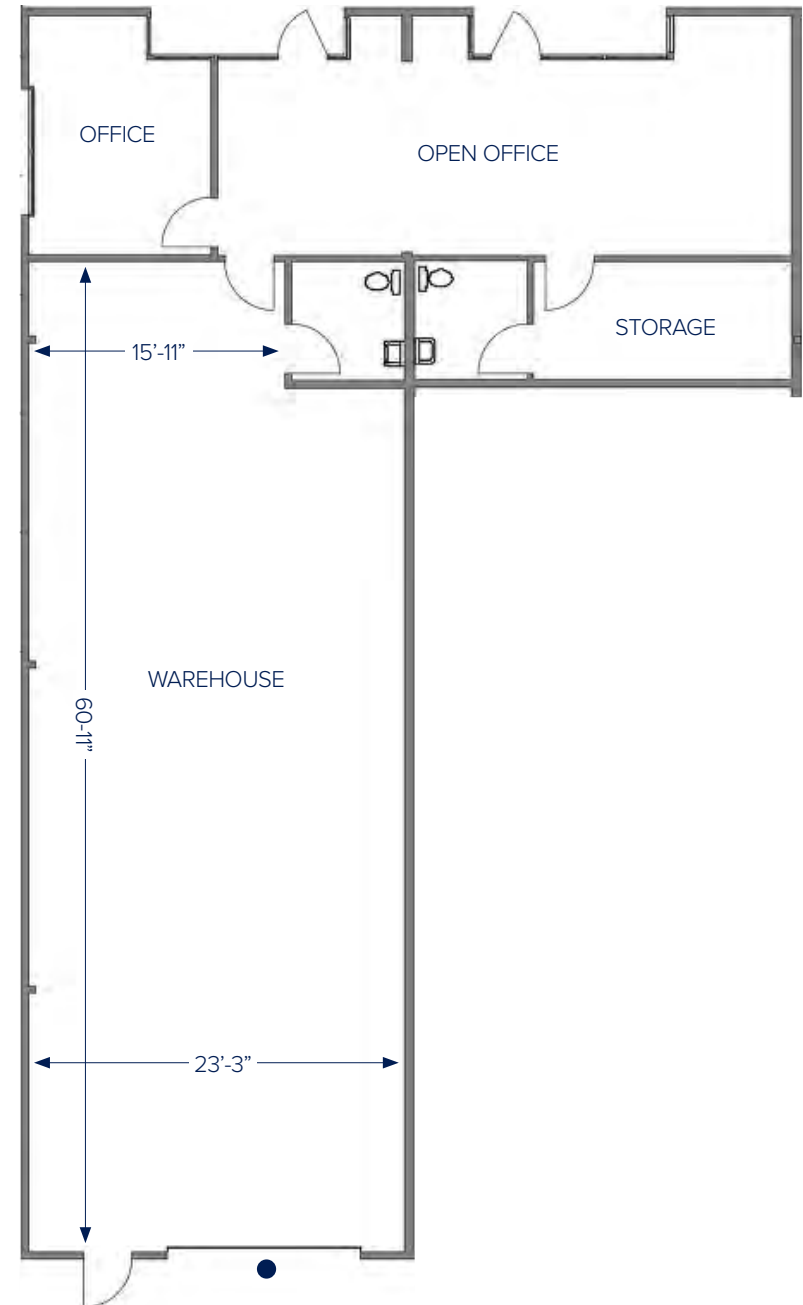 OFFICE
OPEN OFFICE
STORAGE
15'-11”
WAREHOUSE
60-11”
23'-3”